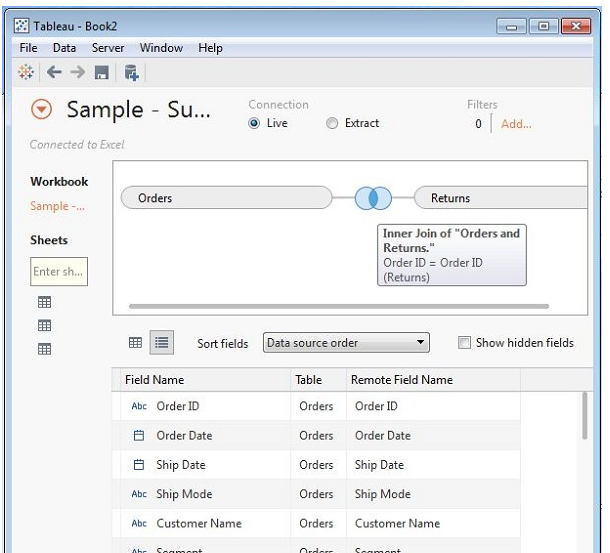 Tableau - Book2
File Data Server Window Help
Sample - Su...
Connection
Live Extract
Filters
0 Add...
Connected to Excel
Workbook
Sample -...
Sheets
Enter sh...
Orders Returns
Inner Join of "Orders and
Returns."
Order ID = Order ID
(Returns)
Sort fields Data source order Show hidden fields
Field Name Table Remote Field Name
Abc Order ID Orders Order ID
Order Date Orders Order Date
Ship Date Orders Ship Date
Abc Ship Mode Orders Ship Mode
Abc Customer Name Orders Customer Name
Abc Segment Orders Segment